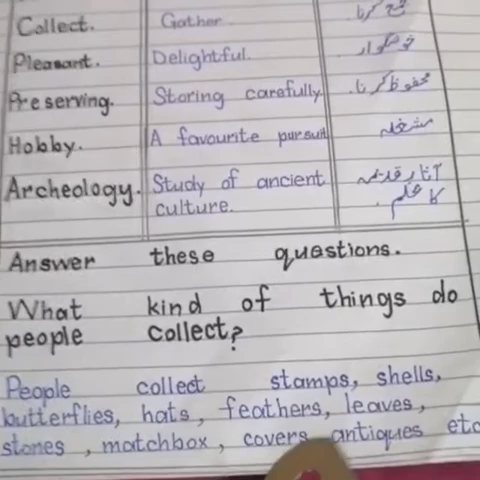 Collect. Gather جمع کرنا.
Pleasant. Delightful. خوشگوار.
Preserving. Storing carefully محفوظ کرنا.
Hobby. A favourite pursuit مشغلہ
Archeology. Study of ancient آثار قدیمہ
culture. کا علم.
Answer these questions.
What kind of things do
people collect?
People collect stamps, shells,
butterflies, hats, feathers, leaves,
stones, matchbox, covers antiques etc